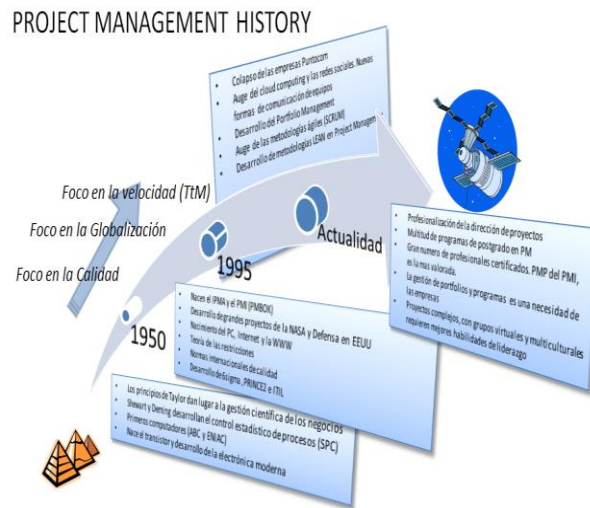 PROJECT MANAGEMENT HISTORY
Colapso de las empresas Puntocom
Auge del cloud computing y las redes sociales. Nuevas
formas de comunicación de equipos
Desarrollo del Portfolio Management
Auge de las metodologías ágiles (SCRUM)
Desarrollo de metodologías LEAN en Project Managem
Foco en la velocidad (TtM)
Foco en la Globalización
Foco en la Calidad
1950
1995
Actualidad
Profesionalización de la dirección de proyectos
Multitud de programas de postgrado en PM
Gran numero de profesionales certificados. PMP del PMI,
es la mas valorada.
La gestión de portfolios y programas es una necesidad de
las empresas
Proyectos complejos, con grupos virtuales y multiculturales
requieren mejores habilidades de liderazgo
Nacen el IPMA y el PMI (PMBOK)
Desarrollo de grandes proyectos de la NASA y Defensa en EEUU
Nacimiento del PC, Internet y la WWW
Teoría de las restricciones
Normas internacionales de calidad
Desarrollo de 6sigma, PRINCE2 e ITIL
Los principios de Taylor dan lugar a la gestión científica de los negocios
Shewart y Deming desarrollan el control estadístico de procesos (SPC)
Primeros computadores (ABC y ENIAC)
Nace el transistor y desarrollo de la electrónica moderna